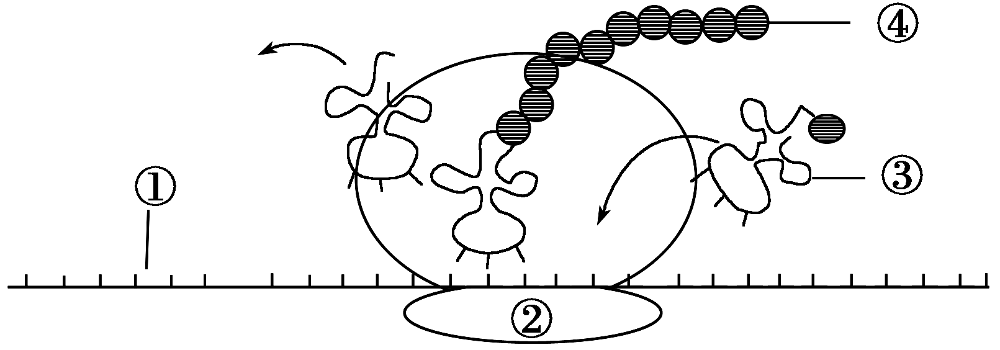 ④
③
①
②